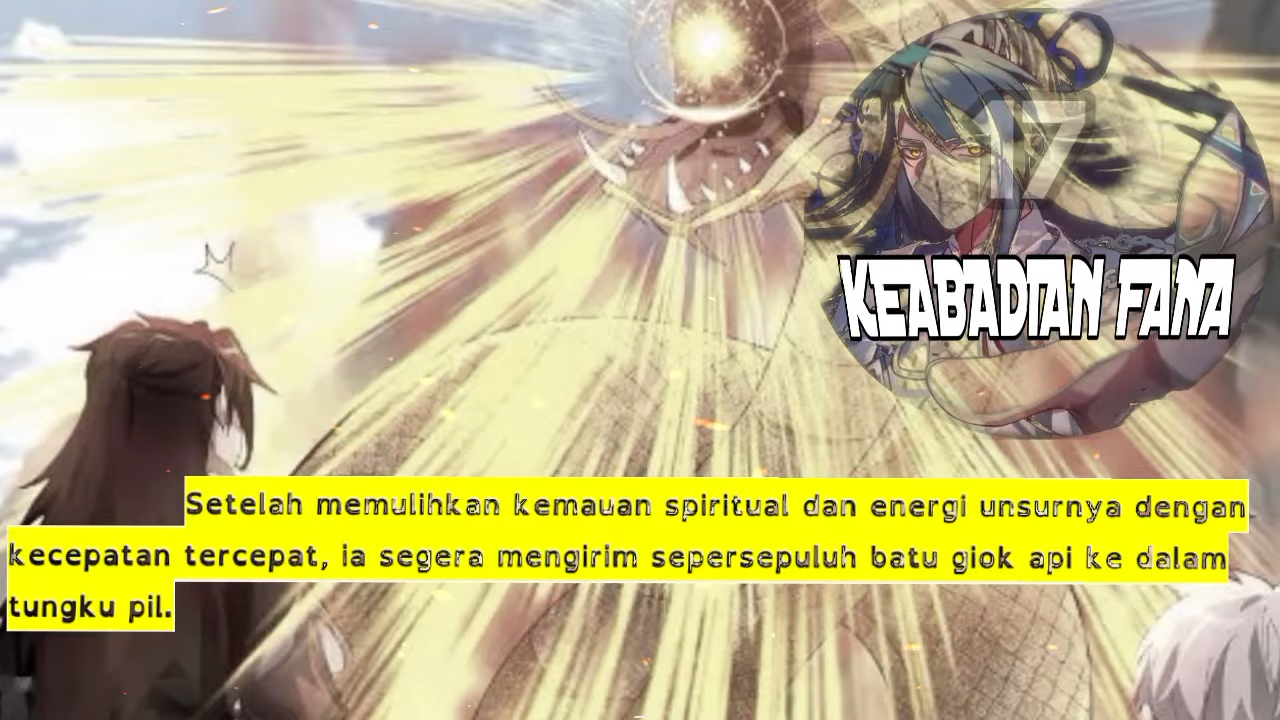 17
KEABADIAN FANA
Setelah memulihkan kemauan spiritual dan energi unsurnya dengan
kecepatan tercepat, ia segera mengirim sepersepuluh batu giok api ke dalam
tungku pil.